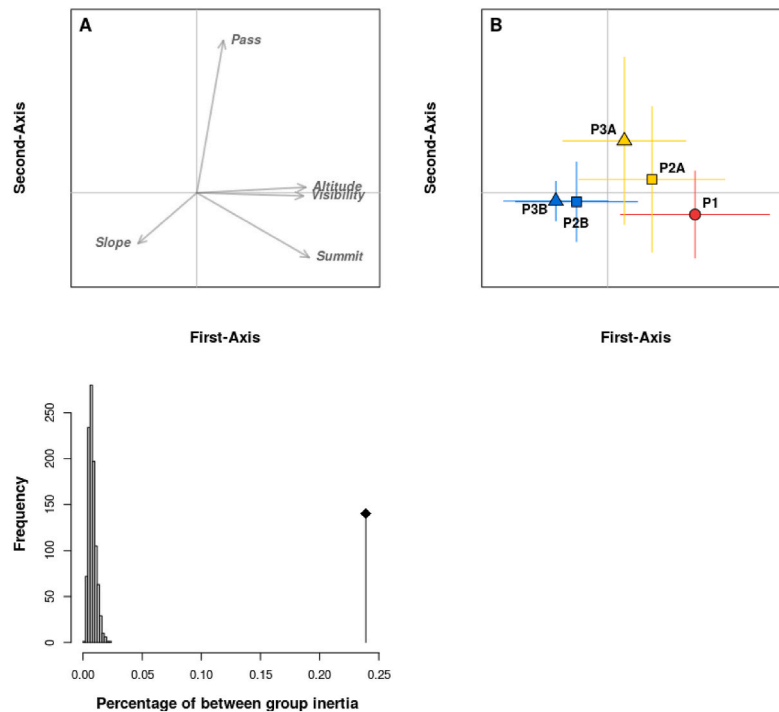 A
Pass
Altitude
Visibility
Slope
Summit
Second-Axis
First-Axis
B
P3A
P2A
P3B
P2B
P1
Second-Axis
First-Axis
250
200
150
100
50
0
Frequency
0.00 0.05 0.10 0.15 0.20 0.25
Percentage of between group inertia